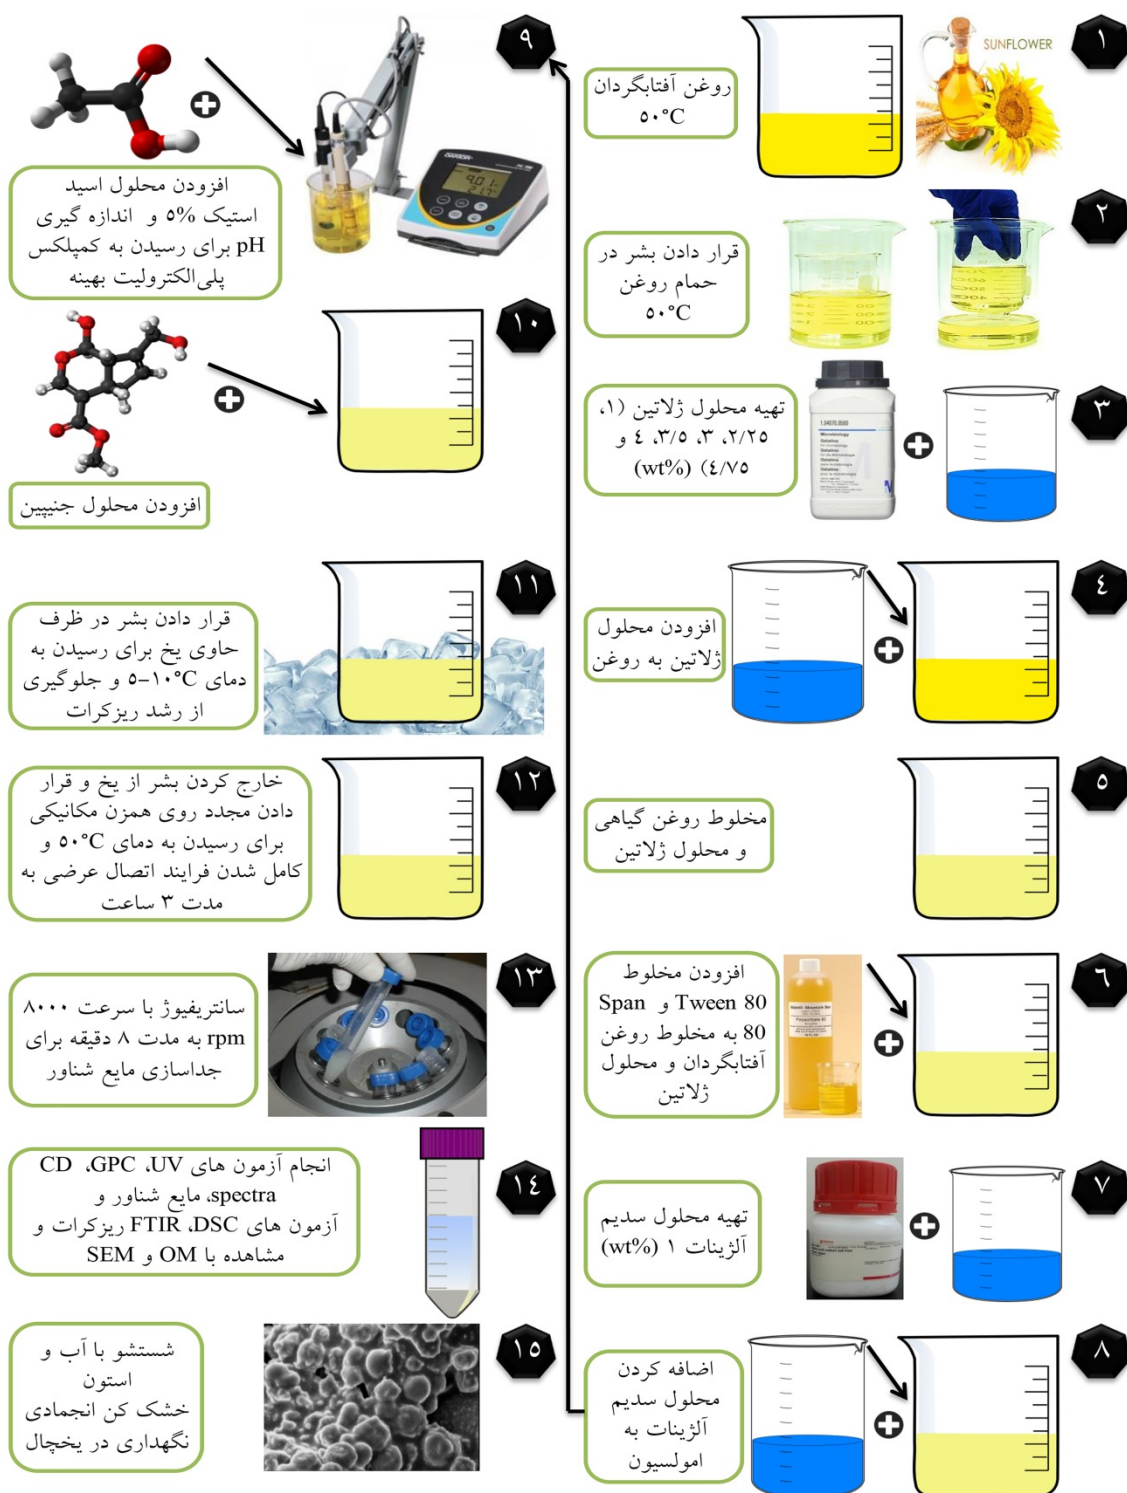 ۱
SUNFLOWER
روغن آفتابگردان
۵۰°C
۲
قرار دادن بشر در
حمام روغن
۵۰°C
۳
تهیه محلول ژلاتین (۱،
۲/۲۵، ۳، ۳/۵، ٤ و
٤/۷۵) (wt%)
1.04070.0500
Microbiology
Gelatine
۴
افزودن محلول
ژلاتین به روغن
۵
مخلوط روغن گیاهی
و محلول ژلاتین
۶
افزودن مخلوط
Tween 80 و Span
80 به مخلوط روغن
آفتابگردان و محلول
ژلاتین
Polysorbate 80
۷
تهیه محلول سدیم
آلژینات ۱ (wt%)
۸
اضافه کردن
محلول سدیم
آلژینات به
امولسیون
۹
افزودن محلول اسید
استیک ۵% و اندازه گیری
pH برای رسیدن به کمپلکس
پلی‌الکترولیت بهینه
۱۰
افزودن محلول جنیپین
۱۱
قرار دادن بشر در ظرف
حاوی یخ برای رسیدن به
دمای ۵-۱۰°C و جلوگیری
از رشد ریزکرات
۱۲
خارج کردن بشر از یخ و قرار
دادن مجدد روی همزن مکانیکی
برای رسیدن به دمای ۵۰°C و
کامل شدن فرایند اتصال عرضی به
مدت ۳ ساعت
۱۳
سانتریفیوژ با سرعت ۸۰۰۰
rpm به مدت ۸ دقیقه برای
جداسازی مایع شناور
۱٤
انجام آزمون های UV، GPC، CD
spectra، مایع شناور و
آزمون های DSC، FTIR ریزکرات و
مشاهده با OM و SEM
۱۵
شستشو با آب و
استون
خشک کن انجمادی
نگهداری در یخچال